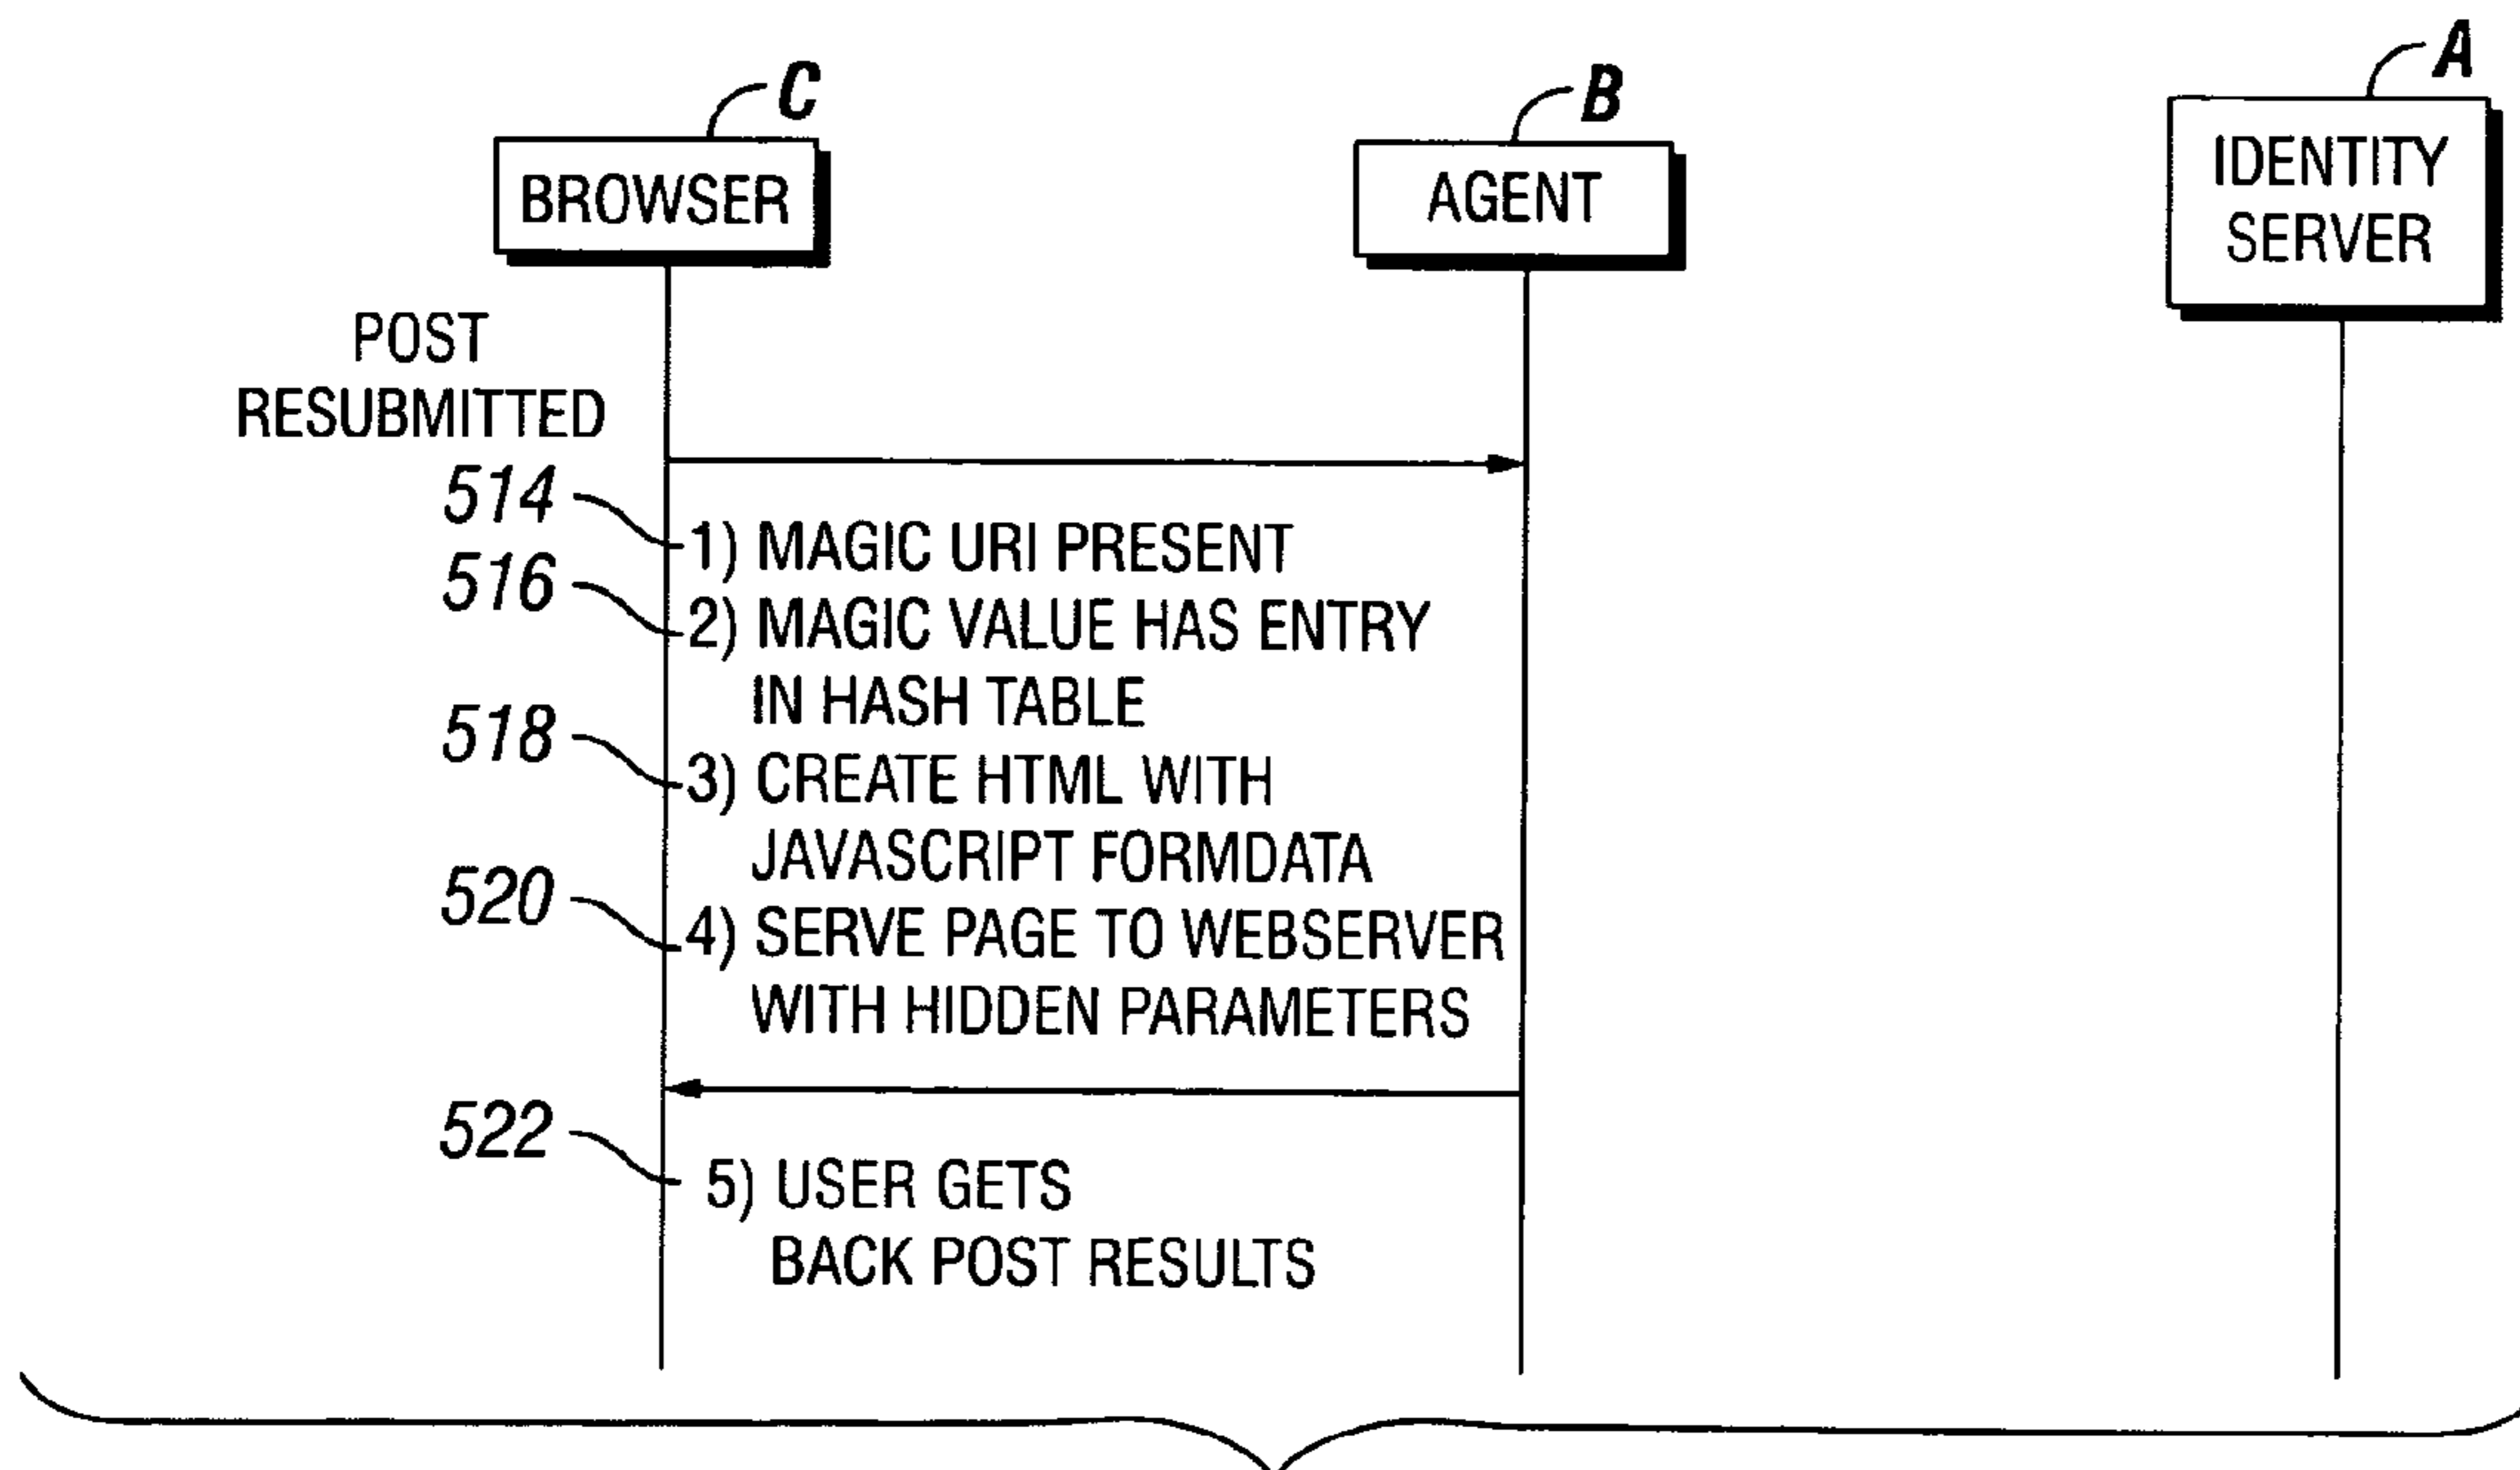 C
B
A
BROWSER
AGENT
IDENTITY
SERVER
POST
RESUBMITTED
514
1) MAGIC URI PRESENT
516
2) MAGIC VALUE HAS ENTRY
IN HASH TABLE
518
3) CREATE HTML WITH
JAVASCRIPT FORMDATA
520
4) SERVE PAGE TO WEBSERVER
WITH HIDDEN PARAMETERS
522
5) USER GETS
BACK POST RESULTS